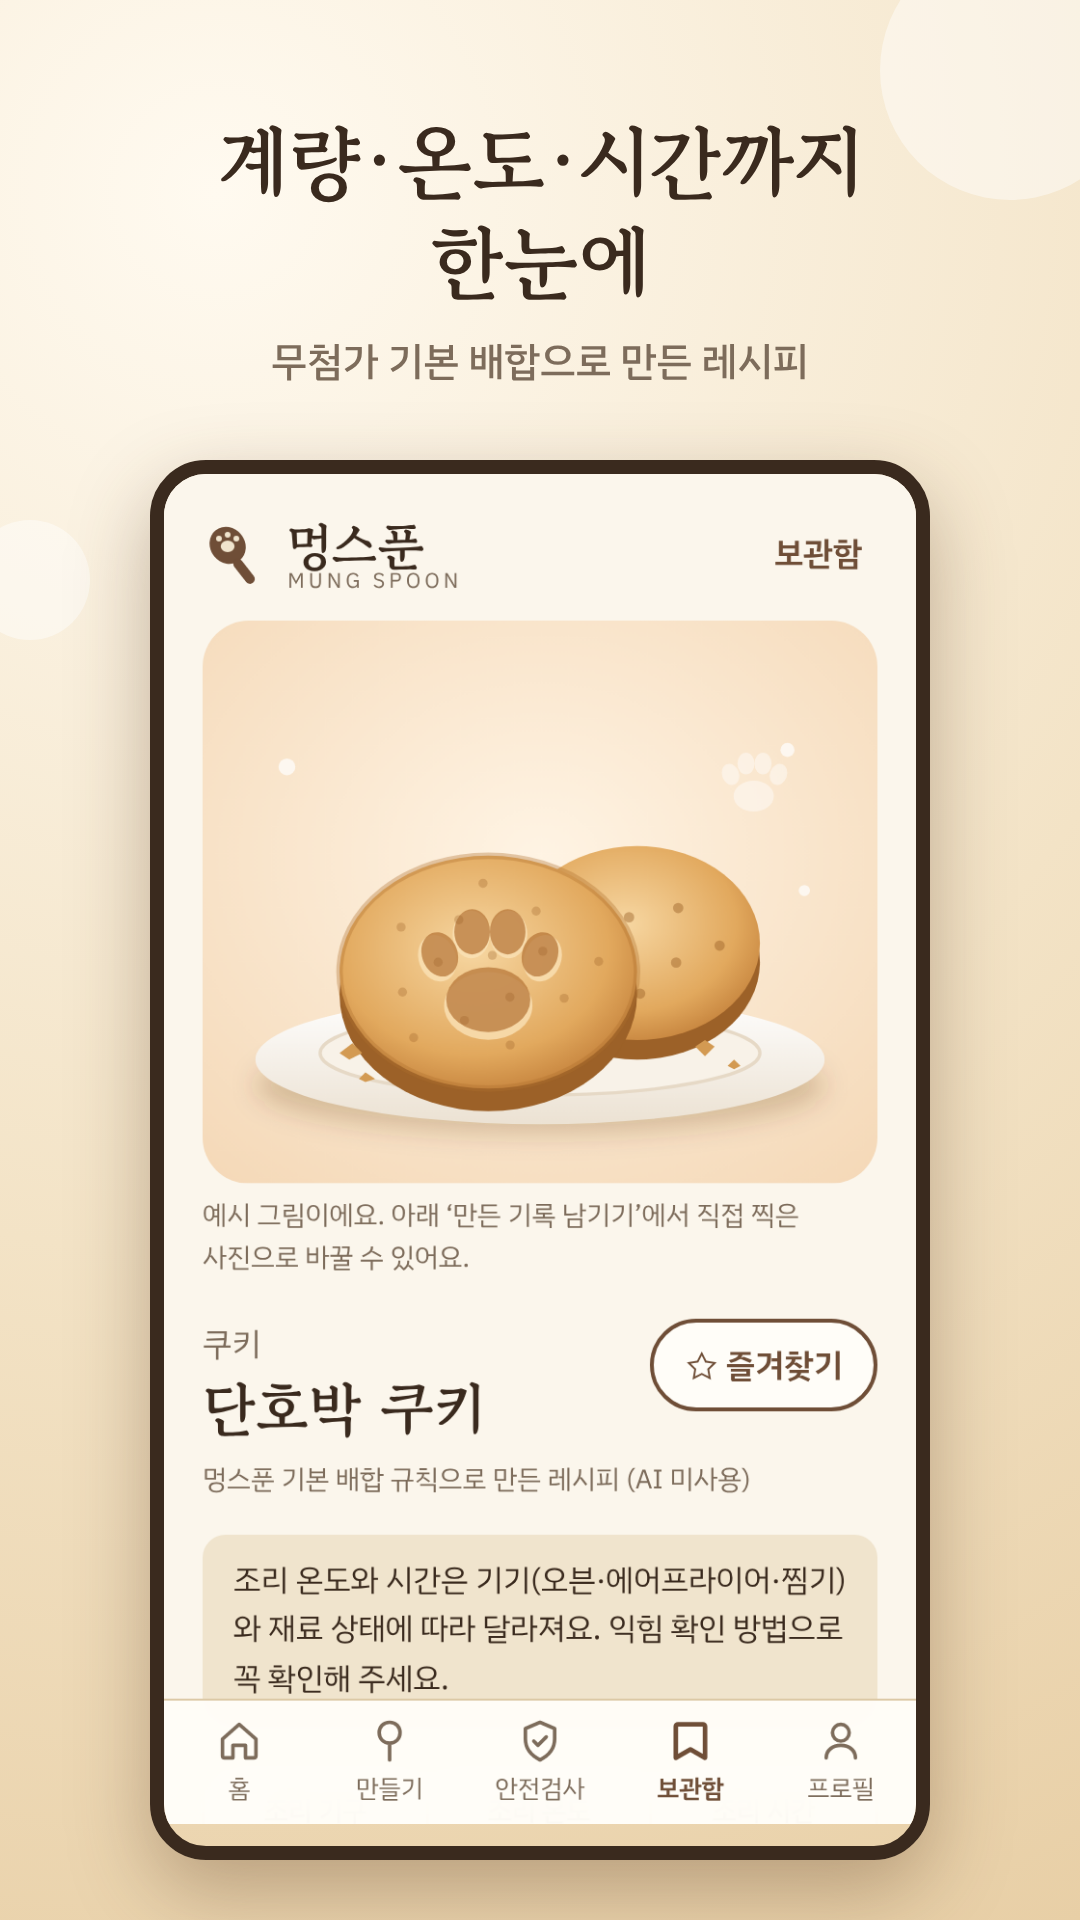 계량·온도·시간까지
한눈에
무첨가 기본 배합으로 만든 레시피
멍스푼
MUNG SPOON
보관함
예시 그림이에요. 아래 ‘만든 기록 남기기’에서 직접 찍은
사진으로 바꿀 수 있어요.
쿠키
즐겨찾기
단호박 쿠키
멍스푼 기본 배합 규칙으로 만든 레시피 (AI 미사용)
조리 온도와 시간은 기기(오븐·에어프라이어·찜기)
와 재료 상태에 따라 달라져요. 익힘 확인 방법으로
꼭 확인해 주세요.
홈
만들기
안전검사
보관함
프로필